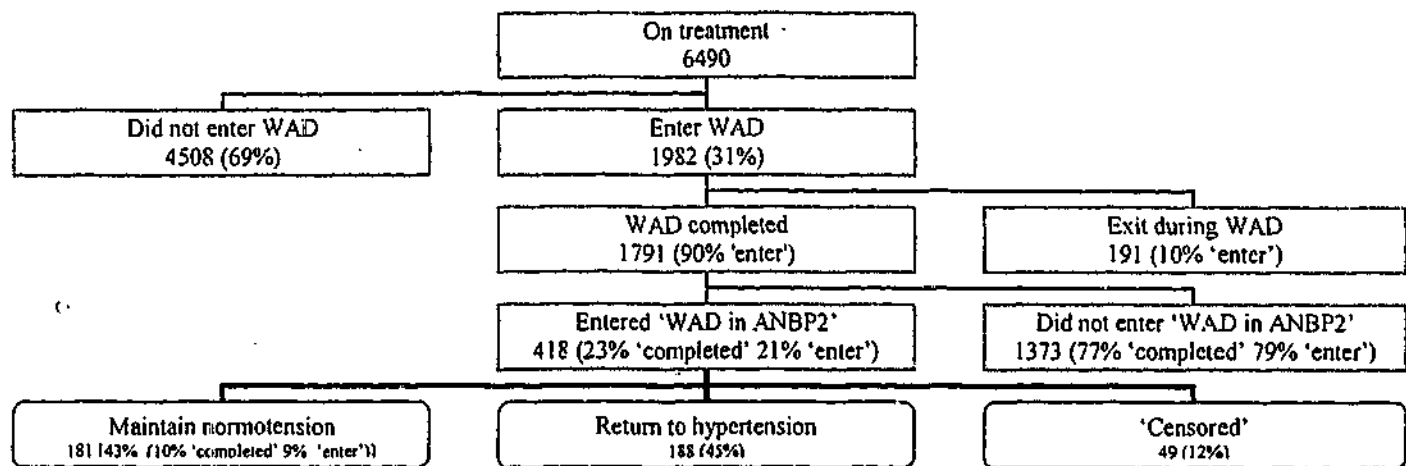 On treatment
6490
Did not enter WAD
4508 (69%)
Enter WAD
1982 (31%)
WAD completed
1791 (90% 'enter')
Exit during WAD
191 (10% 'enter')
Entered 'WAD in ANBP2'
418 (23% 'completed' 21% 'enter')
Did not enter 'WAD in ANBP2'
1373 (77% 'completed' 79% 'enter')
Maintain normotension
181 [43% (10% 'completed' 9% 'enter')]
Return to hypertension
188 (45%)
'Censored'
49 (12%)